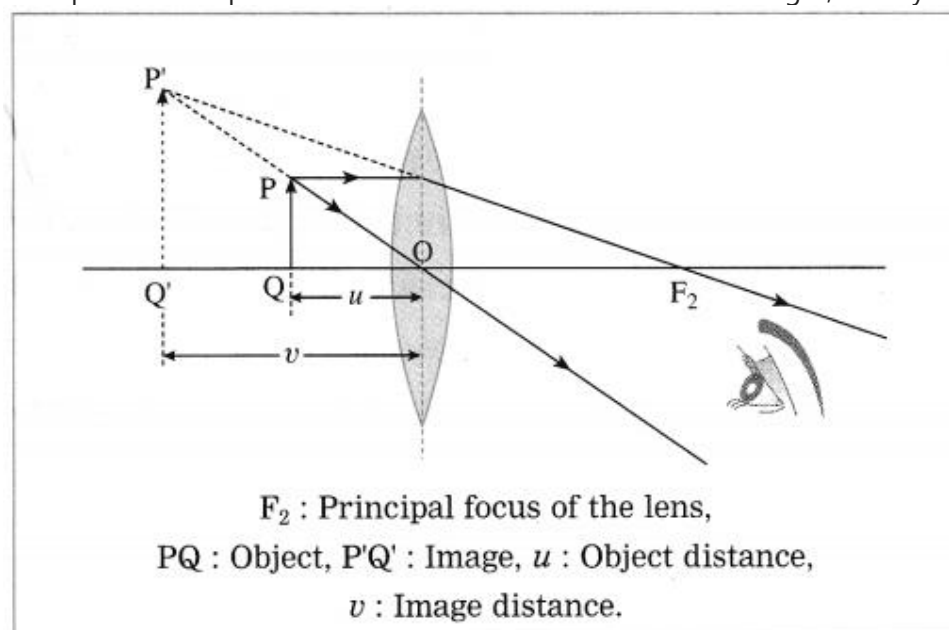 P'
P
O
Q'
Q
u
F₂
v
F₂ : Principal focus of the lens,
PQ : Object, P'Q' : Image, u : Object distance,
v : Image distance.